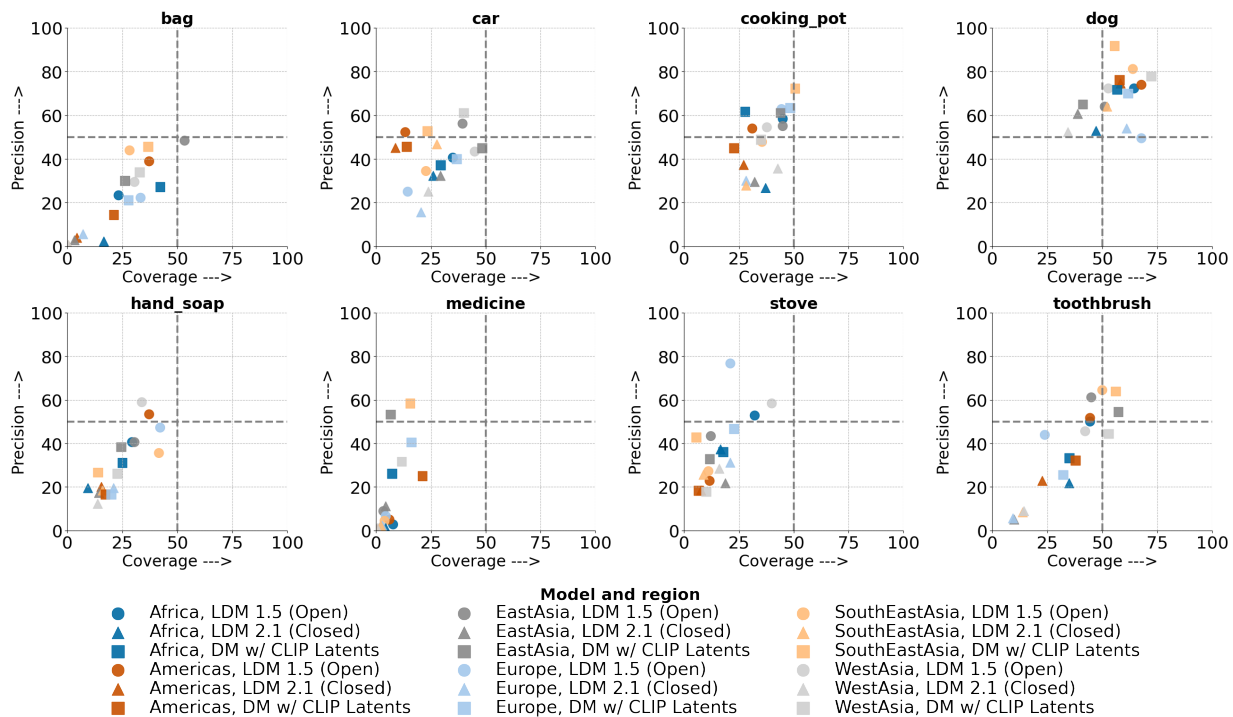 bag
car
cooking_pot
dog
100
80
60
40
20
0
Precision --->
0 25 50 75 100
Coverage --->
100
80
60
40
20
0
Precision --->
0 25 50 75 100
Coverage --->
100
80
60
40
20
0
Precision --->
0 25 50 75 100
Coverage --->
100
80
60
40
20
0
Precision --->
0 25 50 75 100
Coverage --->
hand_soap
medicine
stove
toothbrush
100
80
60
40
20
0
Precision --->
0 25 50 75 100
Coverage --->
100
80
60
40
20
0
Precision --->
0 25 50 75 100
Coverage --->
100
80
60
40
20
0
Precision --->
0 25 50 75 100
Coverage --->
100
80
60
40
20
0
Precision --->
0 25 50 75 100
Coverage --->
Model and region
Africa, LDM 1.5 (Open)
Africa, LDM 2.1 (Closed)
Africa, DM w/ CLIP Latents
Americas, LDM 1.5 (Open)
Americas, LDM 2.1 (Closed)
Americas, DM w/ CLIP Latents
EastAsia, LDM 1.5 (Open)
EastAsia, LDM 2.1 (Closed)
EastAsia, DM w/ CLIP Latents
Europe, LDM 1.5 (Open)
Europe, LDM 2.1 (Closed)
Europe, DM w/ CLIP Latents
SouthEastAsia, LDM 1.5 (Open)
SouthEastAsia, LDM 2.1 (Closed)
SouthEastAsia, DM w/ CLIP Latents
WestAsia, LDM 1.5 (Open)
WestAsia, LDM 2.1 (Closed)
WestAsia, DM w/ CLIP Latents